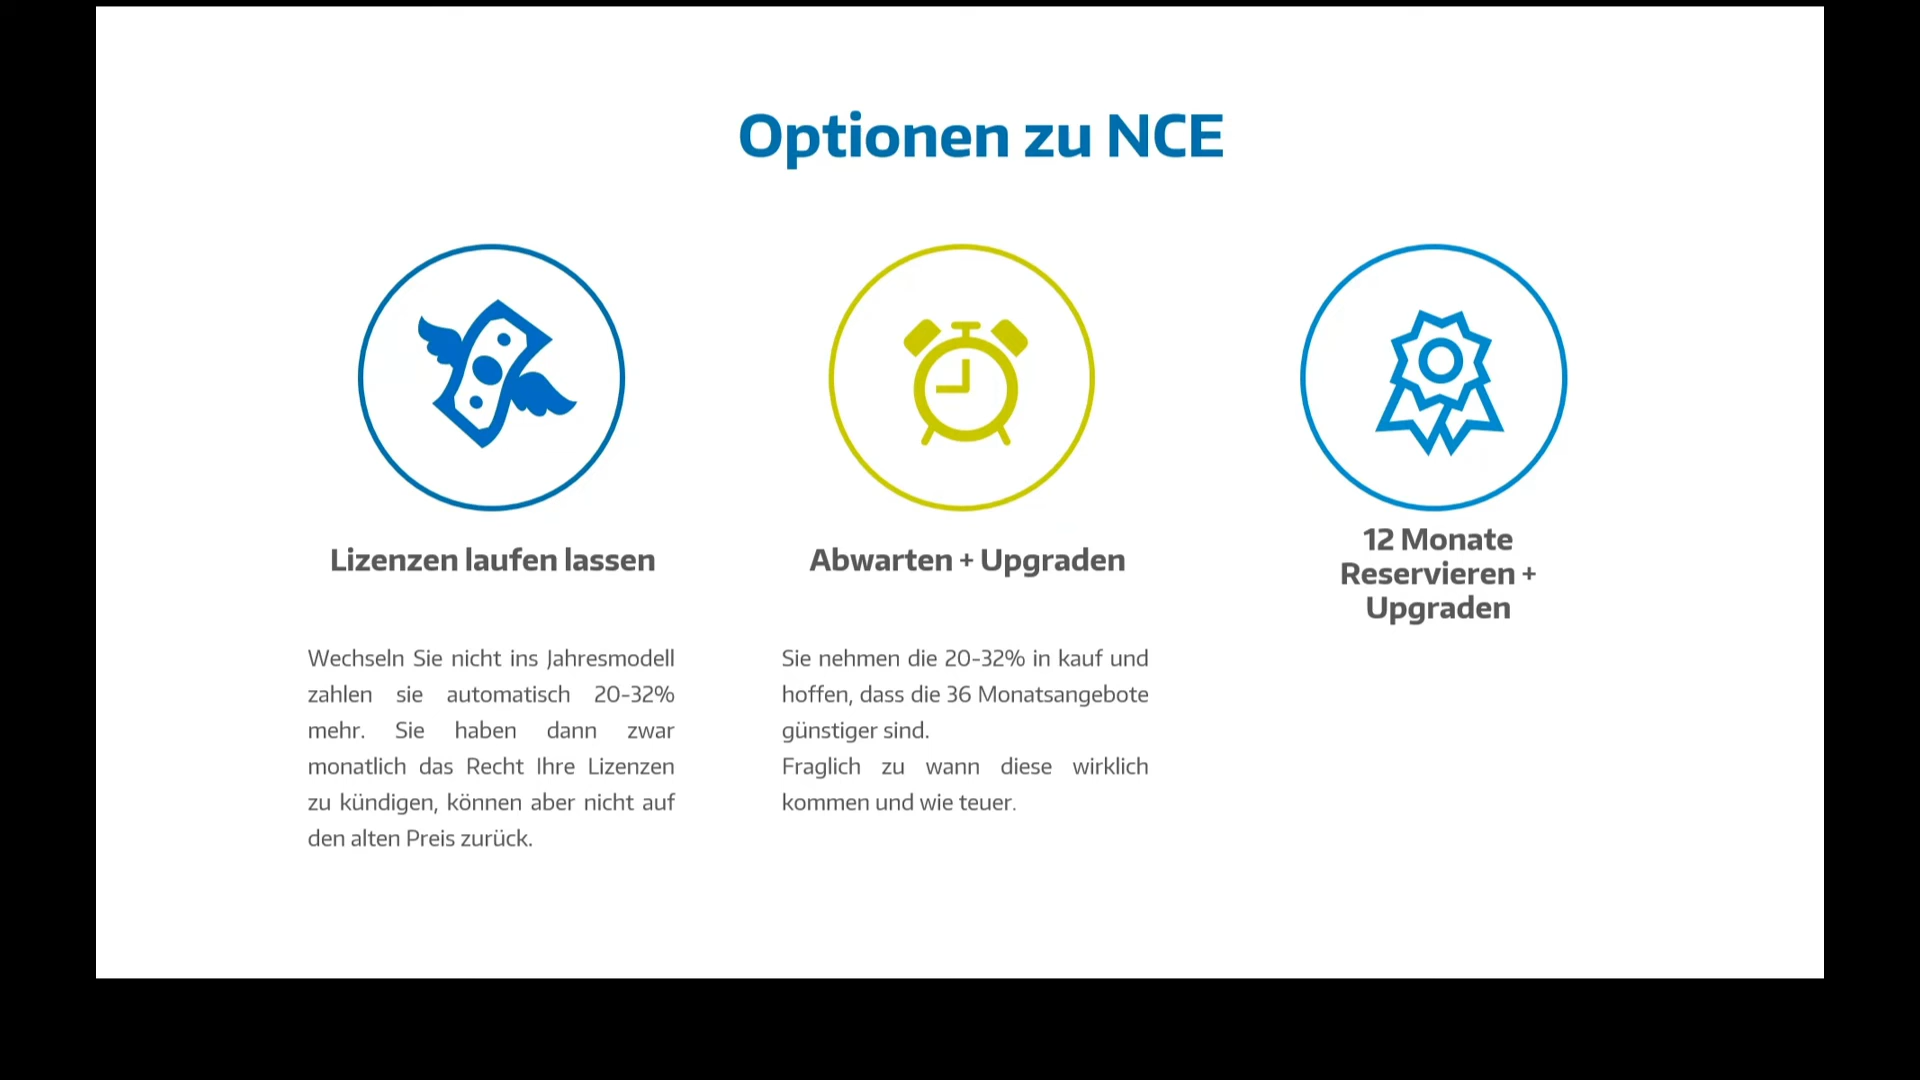 Optionen zu NCE
Lizenzen laufen lassen
Wechseln Sie nicht ins Jahresmodell
zahlen sie automatisch 20-32%
mehr. Sie haben dann zwar
monatlich das Recht Ihre Lizenzen
zu kündigen, können aber nicht auf
den alten Preis zurück.
Abwarten + Upgraden
Sie nehmen die 20-32% in kauf und
hoffen, dass die 36 Monatsangebote
günstiger sind.
Fraglich zu wann diese wirklich
kommen und wie teuer.
12 Monate
Reservieren +
Upgraden